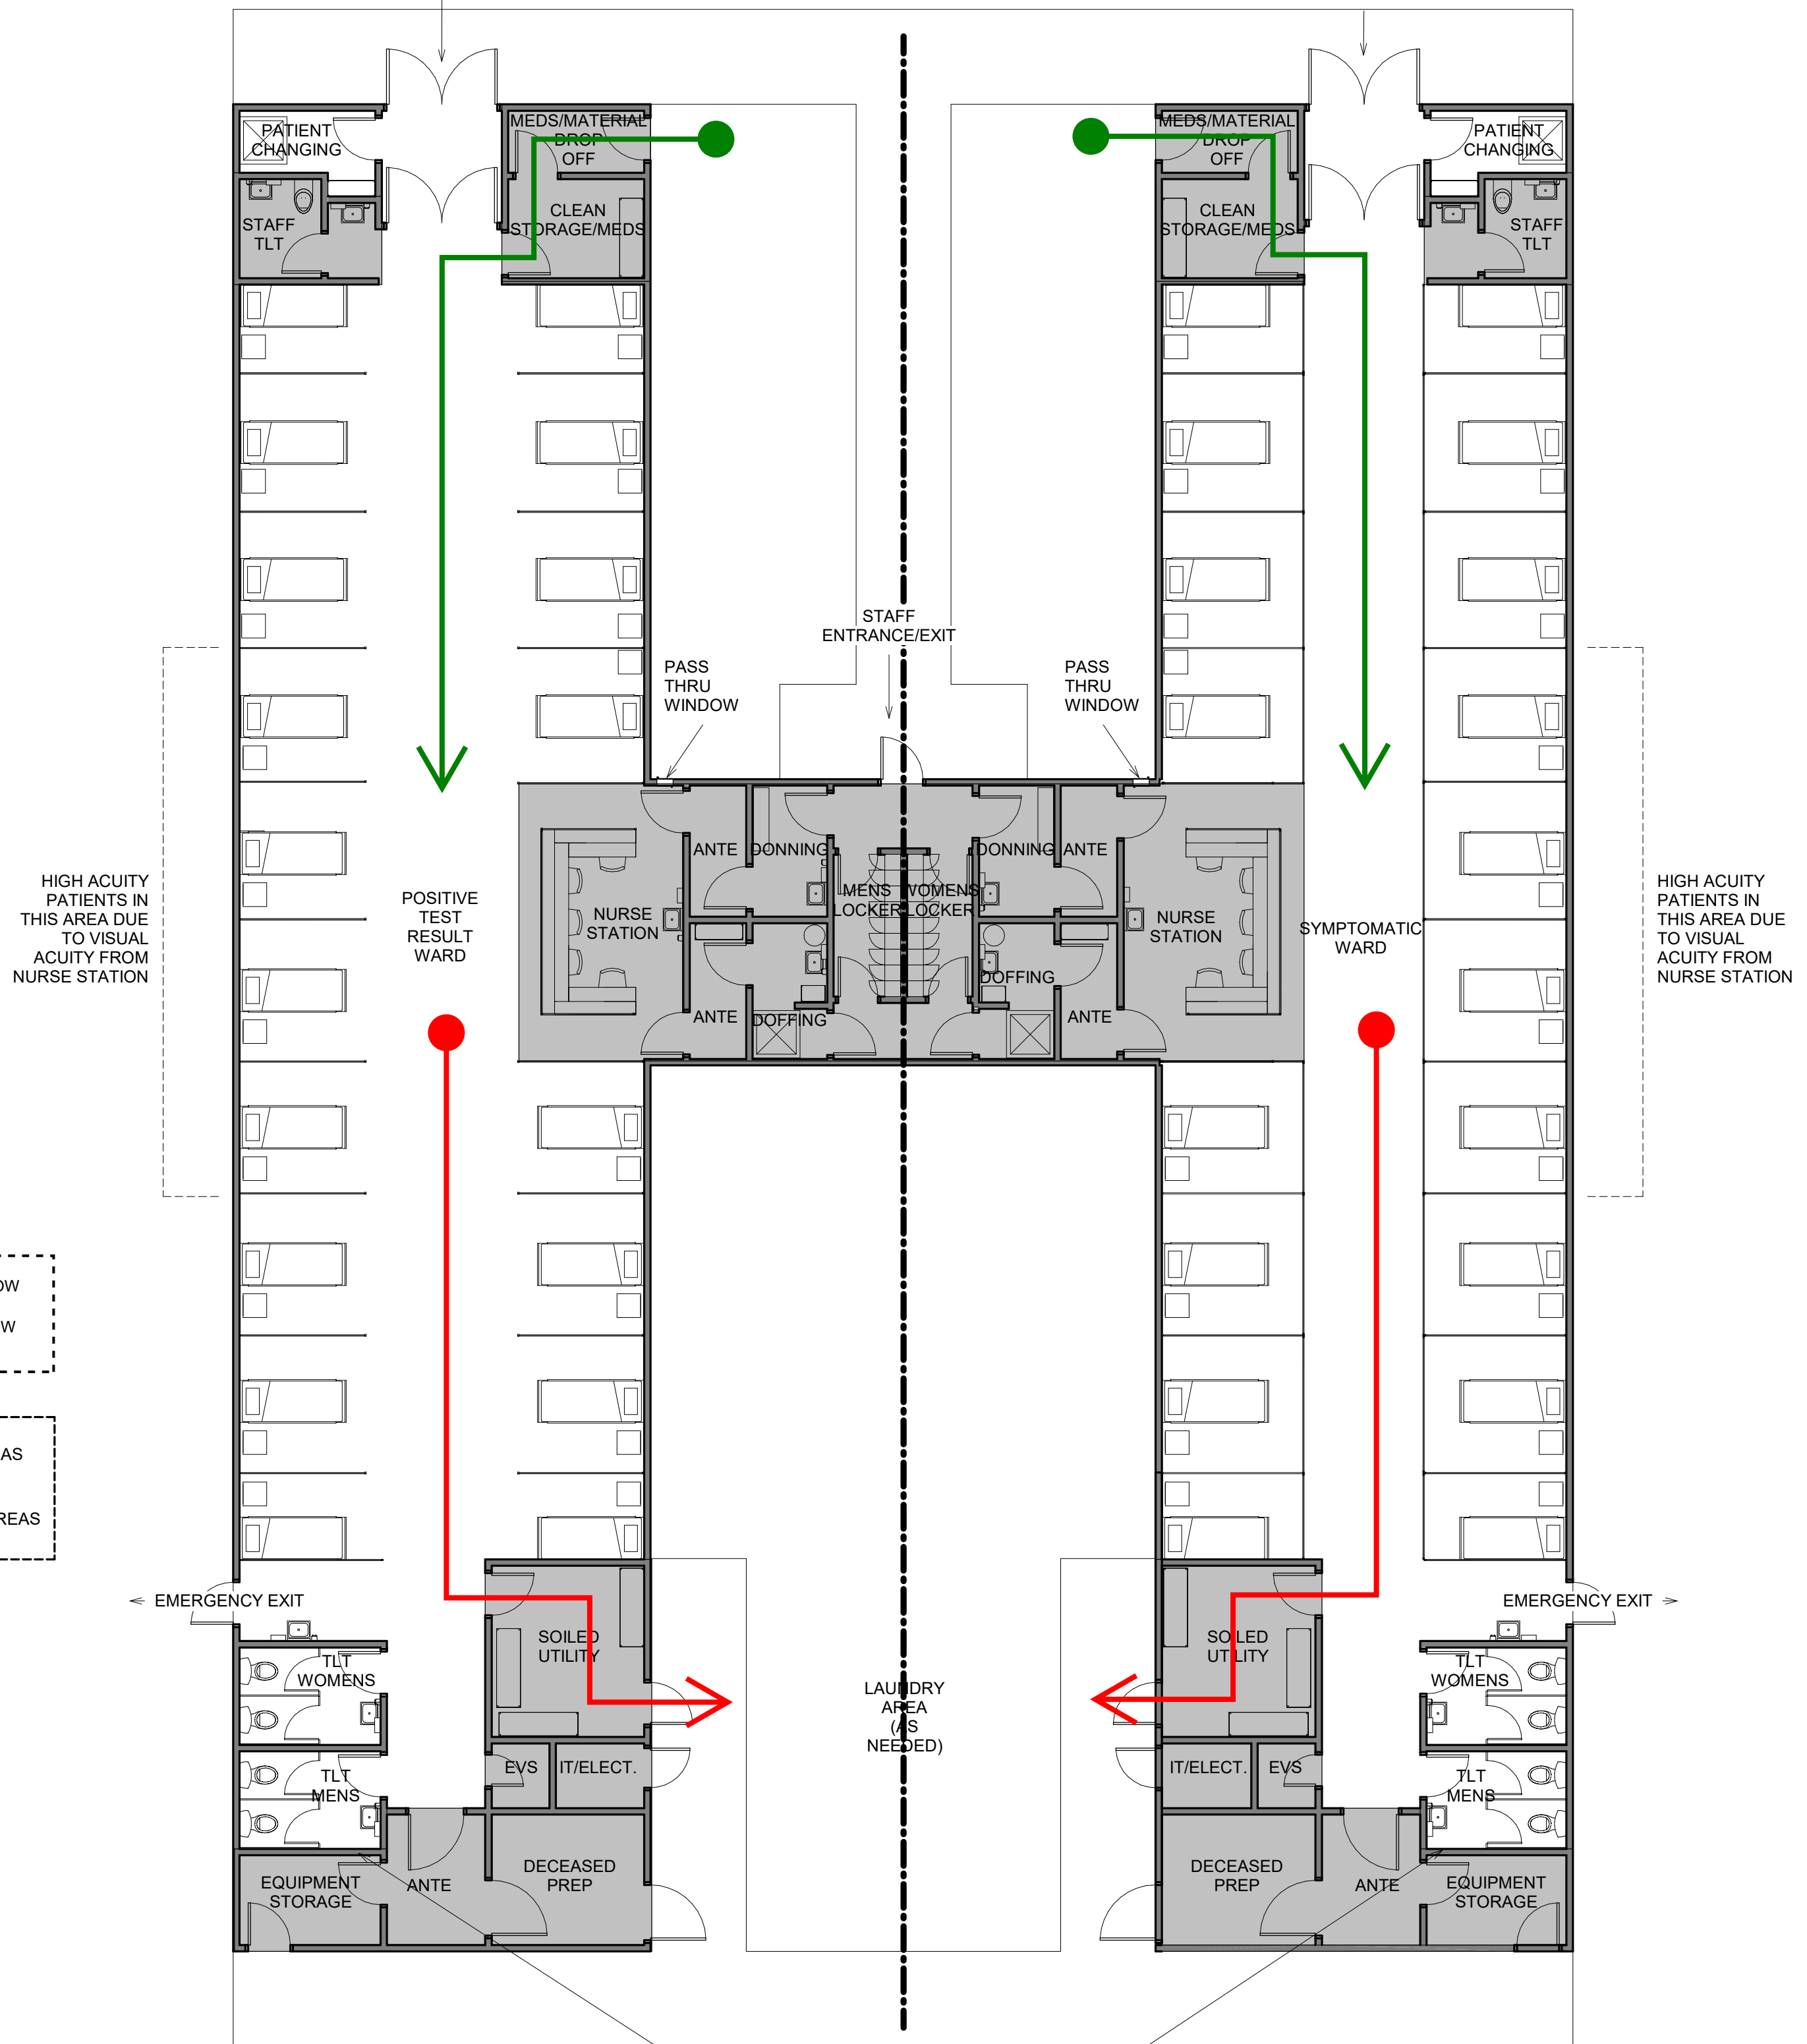 PATIENT
CHANGING
MEDS/MATERIAL
DROP
OFF
MEDS/MATERIAL
DROP
OFF
PATIENT
CHANGING
STAFF
TLT
CLEAN
STORAGE/MEDS
CLEAN
STORAGE/MEDS
STAFF
TLT
STAFF
ENTRANCE/EXIT
PASS
THRU
WINDOW
PASS
THRU
WINDOW
HIGH ACUITY
PATIENTS IN
THIS AREA DUE
TO VISUAL
ACUITY FROM
NURSE STATION
POSITIVE
TEST
RESULT
WARD
NURSE
STATION
ANTE
DONNING
MENS
LOCKER
WOMENS
LOCKER
DONNING
ANTE
NURSE
STATION
SYMPTOMATIC
WARD
HIGH ACUITY
PATIENTS IN
THIS AREA DUE
TO VISUAL
ACUITY FROM
NURSE STATION
ANTE
DOFFING
DOFFING
ANTE
EMERGENCY EXIT
EMERGENCY EXIT
SOILED
UTILITY
SOILED
UTILITY
TLT
WOMENS
TLT
WOMENS
LAUNDRY
AREA
(AS
NEEDED)
TLT
MENS
EVS
IT/ELECT.
IT/ELECT.
EVS
TLT
MENS
EQUIPMENT
STORAGE
ANTE
DECEASED
PREP
DECEASED
PREP
ANTE
EQUIPMENT
STORAGE